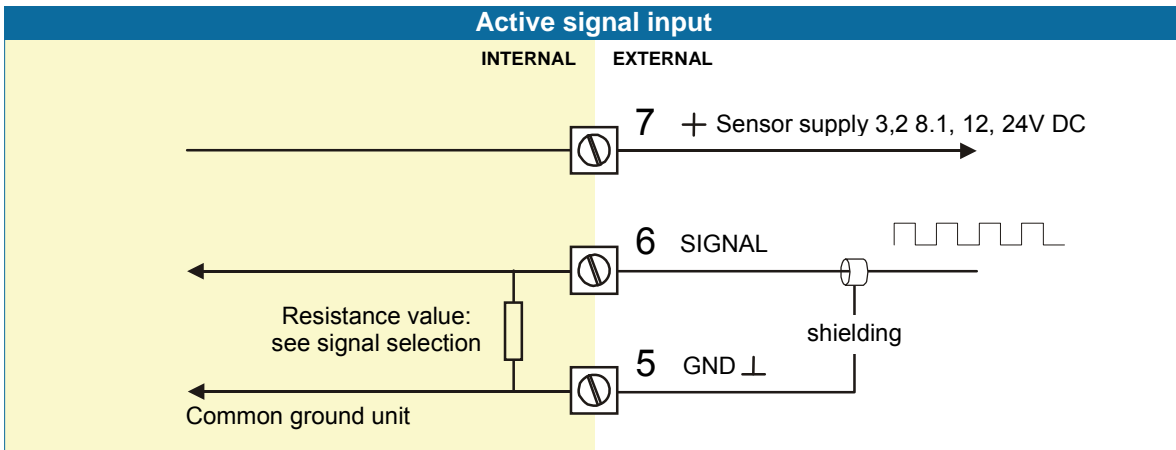 Active signal input
INTERNAL EXTERNAL
7 + Sensor supply 3,2 8.1, 12, 24V DC
6 SIGNAL
Resistance value:
see signal selection
shielding
5 GND ⊥
Common ground unit